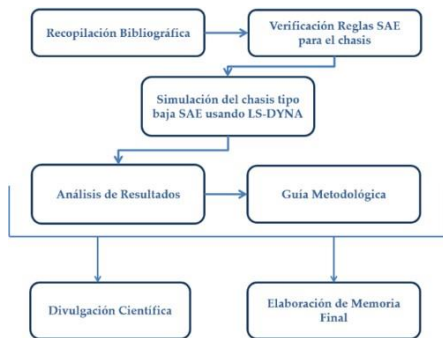 Recopilación Bibliográfica
Verificación Reglas SAE
para el chasis
Simulación del chasis tipo
baja SAE usando LS-DYNA
Análisis de Resultados
Guía Metodológica
Divulgación Científica
Elaboración de Memoria
Final